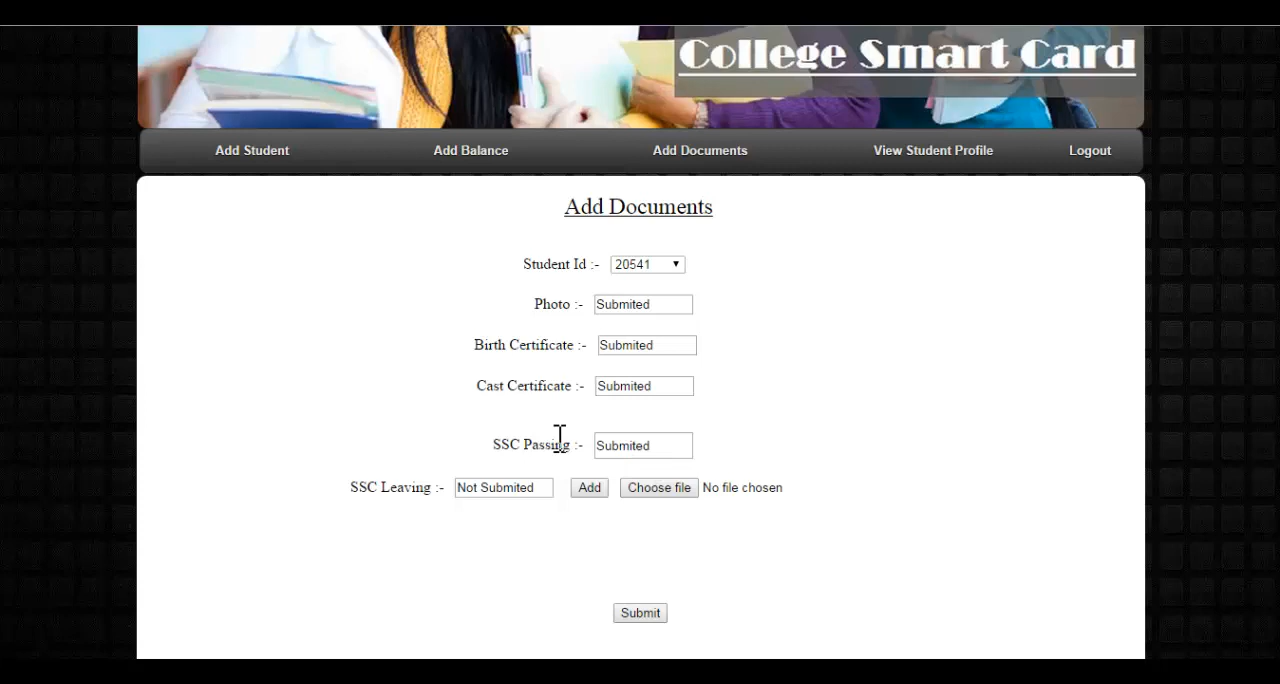 College Smart Card
Add Student Add Balance Add Documents View Student Profile Logout
Add Documents
Student Id :- 20541
Photo :- Submited
Birth Certificate :- Submited
Cast Certificate :- Submited
SSC Passing :- Submited
SSC Leaving :- Not Submited Add Choose file No file chosen
Submit